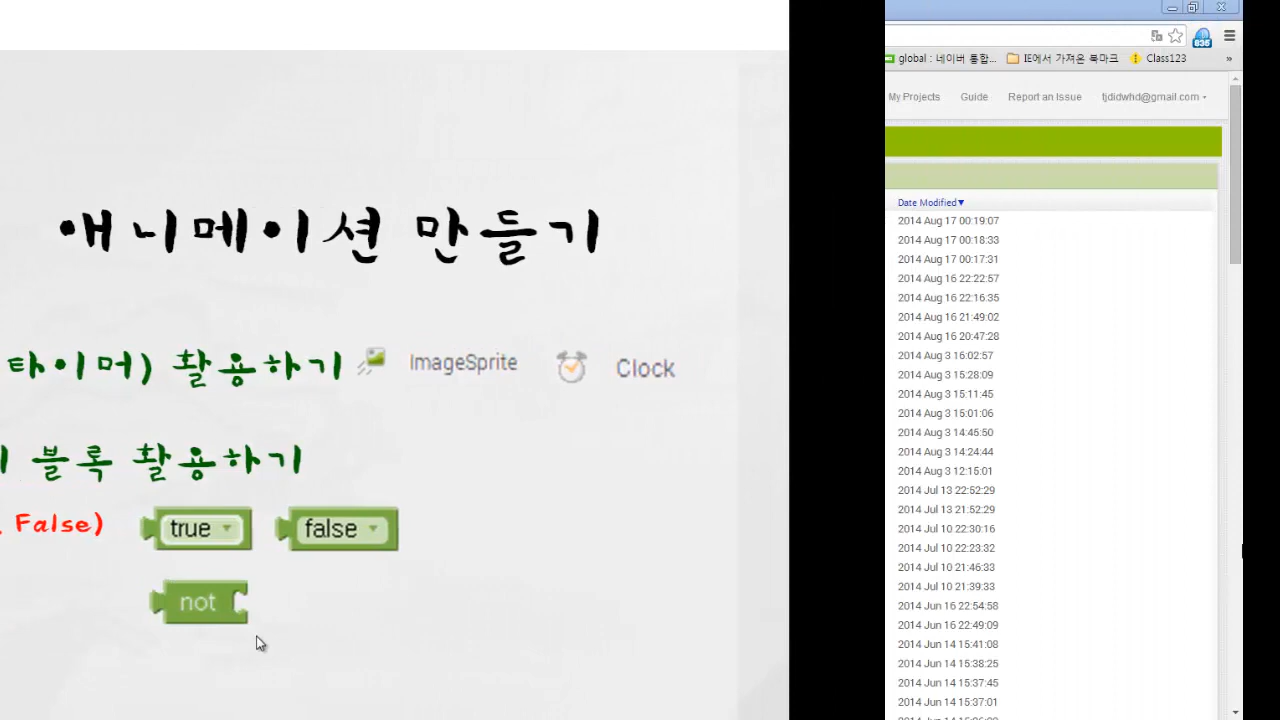 애니메이션 만들기
타이머) 활용하기 ImageSprite Clock
블록 활용하기
False) true false
not
835
global : 네이버 통합... IE에서 가져온 북마크 Class123 »
My Projects Guide Report an Issue tjdidwhd@gmail.com
Date Modified▼
2014 Aug 17 00:19:07
2014 Aug 17 00:18:33
2014 Aug 17 00:17:31
2014 Aug 16 22:22:57
2014 Aug 16 22:16:35
2014 Aug 16 21:49:02
2014 Aug 16 20:47:28
2014 Aug 3 16:02:57
2014 Aug 3 15:28:09
2014 Aug 3 15:11:45
2014 Aug 3 15:01:06
2014 Aug 3 14:45:50
2014 Aug 3 14:24:44
2014 Aug 3 12:15:01
2014 Jul 13 22:52:29
2014 Jul 13 21:52:29
2014 Jul 10 22:30:16
2014 Jul 10 22:23:32
2014 Jul 10 21:46:33
2014 Jul 10 21:39:33
2014 Jun 16 22:54:58
2014 Jun 16 22:49:09
2014 Jun 14 15:41:08
2014 Jun 14 15:38:25
2014 Jun 14 15:37:45
2014 Jun 14 15:37:01